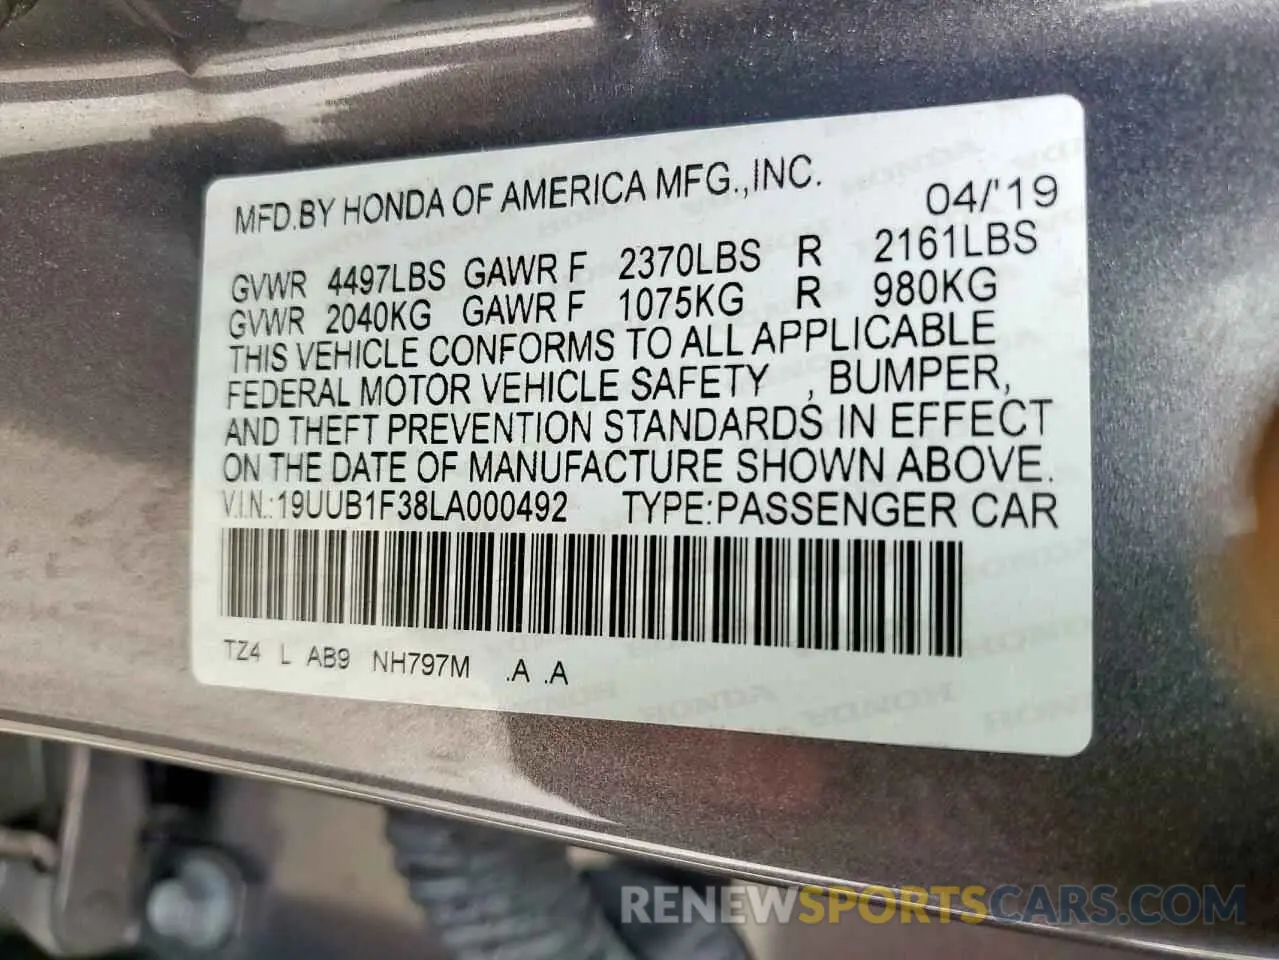 MFD.BY HONDA OF AMERICA MFG.,INC.
04/'19
GVWR 4497LBS GAWR F 2370LBS R 2161LBS
GVWR 2040KG GAWR F 1075KG R 980KG
THIS VEHICLE CONFORMS TO ALL APPLICABLE
FEDERAL MOTOR VEHICLE SAFETY , BUMPER,
AND THEFT PREVENTION STANDARDS IN EFFECT
ON THE DATE OF MANUFACTURE SHOWN ABOVE.
V.I.N.:19UUB1F38LA000492 TYPE:PASSENGER CAR
TZ4 L AB9 NH797M .A .A
RENEWSPORTSCARS.COM